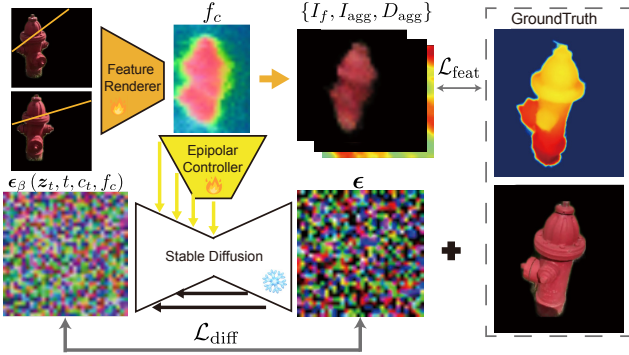 f_c
{I_f, I_agg, D_agg}
GroundTruth
Feature
Renderer
L_feat
Epipolar
Controller
ϵ_β (z_t, t, c_t, f_c)
ϵ
Stable Diffusion
L_diff